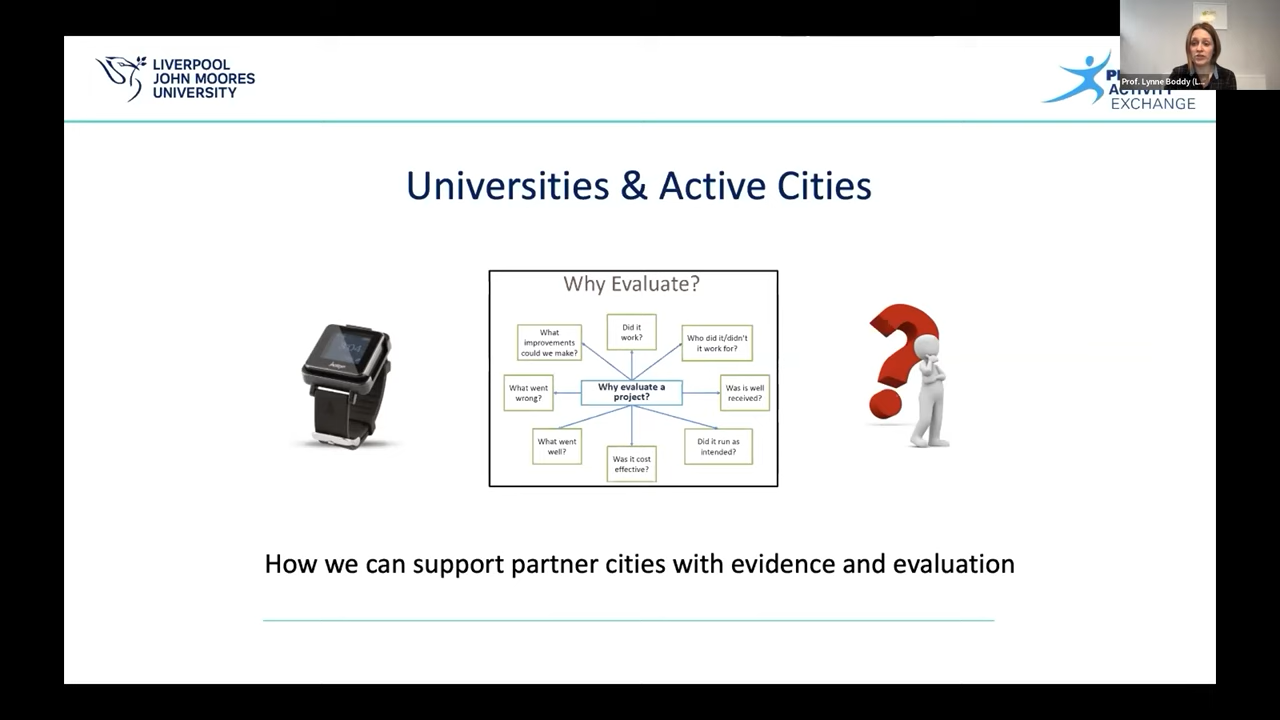 LIVERPOOL
JOHN MOORES
UNIVERSITY
Prof. Lynne Boddy (L...
ACTIVITY
EXCHANGE
Universities & Active Cities
Why Evaluate?
What
improvements
could we make?
Did it
work?
Who did it/didn't
it work for?
What went
wrong?
Why evaluate a
project?
Was is well
received?
What went
well?
Was it cost
effective?
Did it run as
intended?
How we can support partner cities with evidence and evaluation